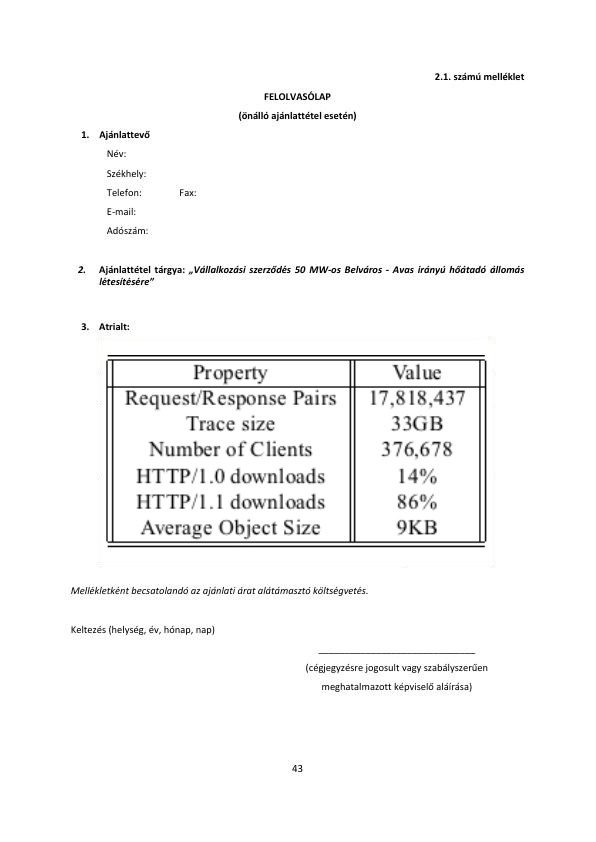 2.1. számú melléklet
FELOLVASÓLAP
(önálló ajánlattétel esetén)
1. Ajánlattevő
Név:
Székhely:
Telefon: Fax:
E-mail:
Adószám:
2. Ajánlattétel tárgya: „Vállalkozási szerződés 50 MW-os Belváros - Avas irányú hőátadó állomás
létesítésére”
3. Atrialt:
Property Value
Request/Response Pairs 17,818,437
Trace size 33GB
Number of Clients 376,678
HTTP/1.0 downloads 14%
HTTP/1.1 downloads 86%
Average Object Size 9KB
Mellékletként becsatolandó az ajánlati árat alátámasztó költségvetés.
Keltezés (helység, év, hónap, nap)
(cégjegyzésre jogosult vagy szabályszerűen
meghatalmazott képviselő aláírása)
43